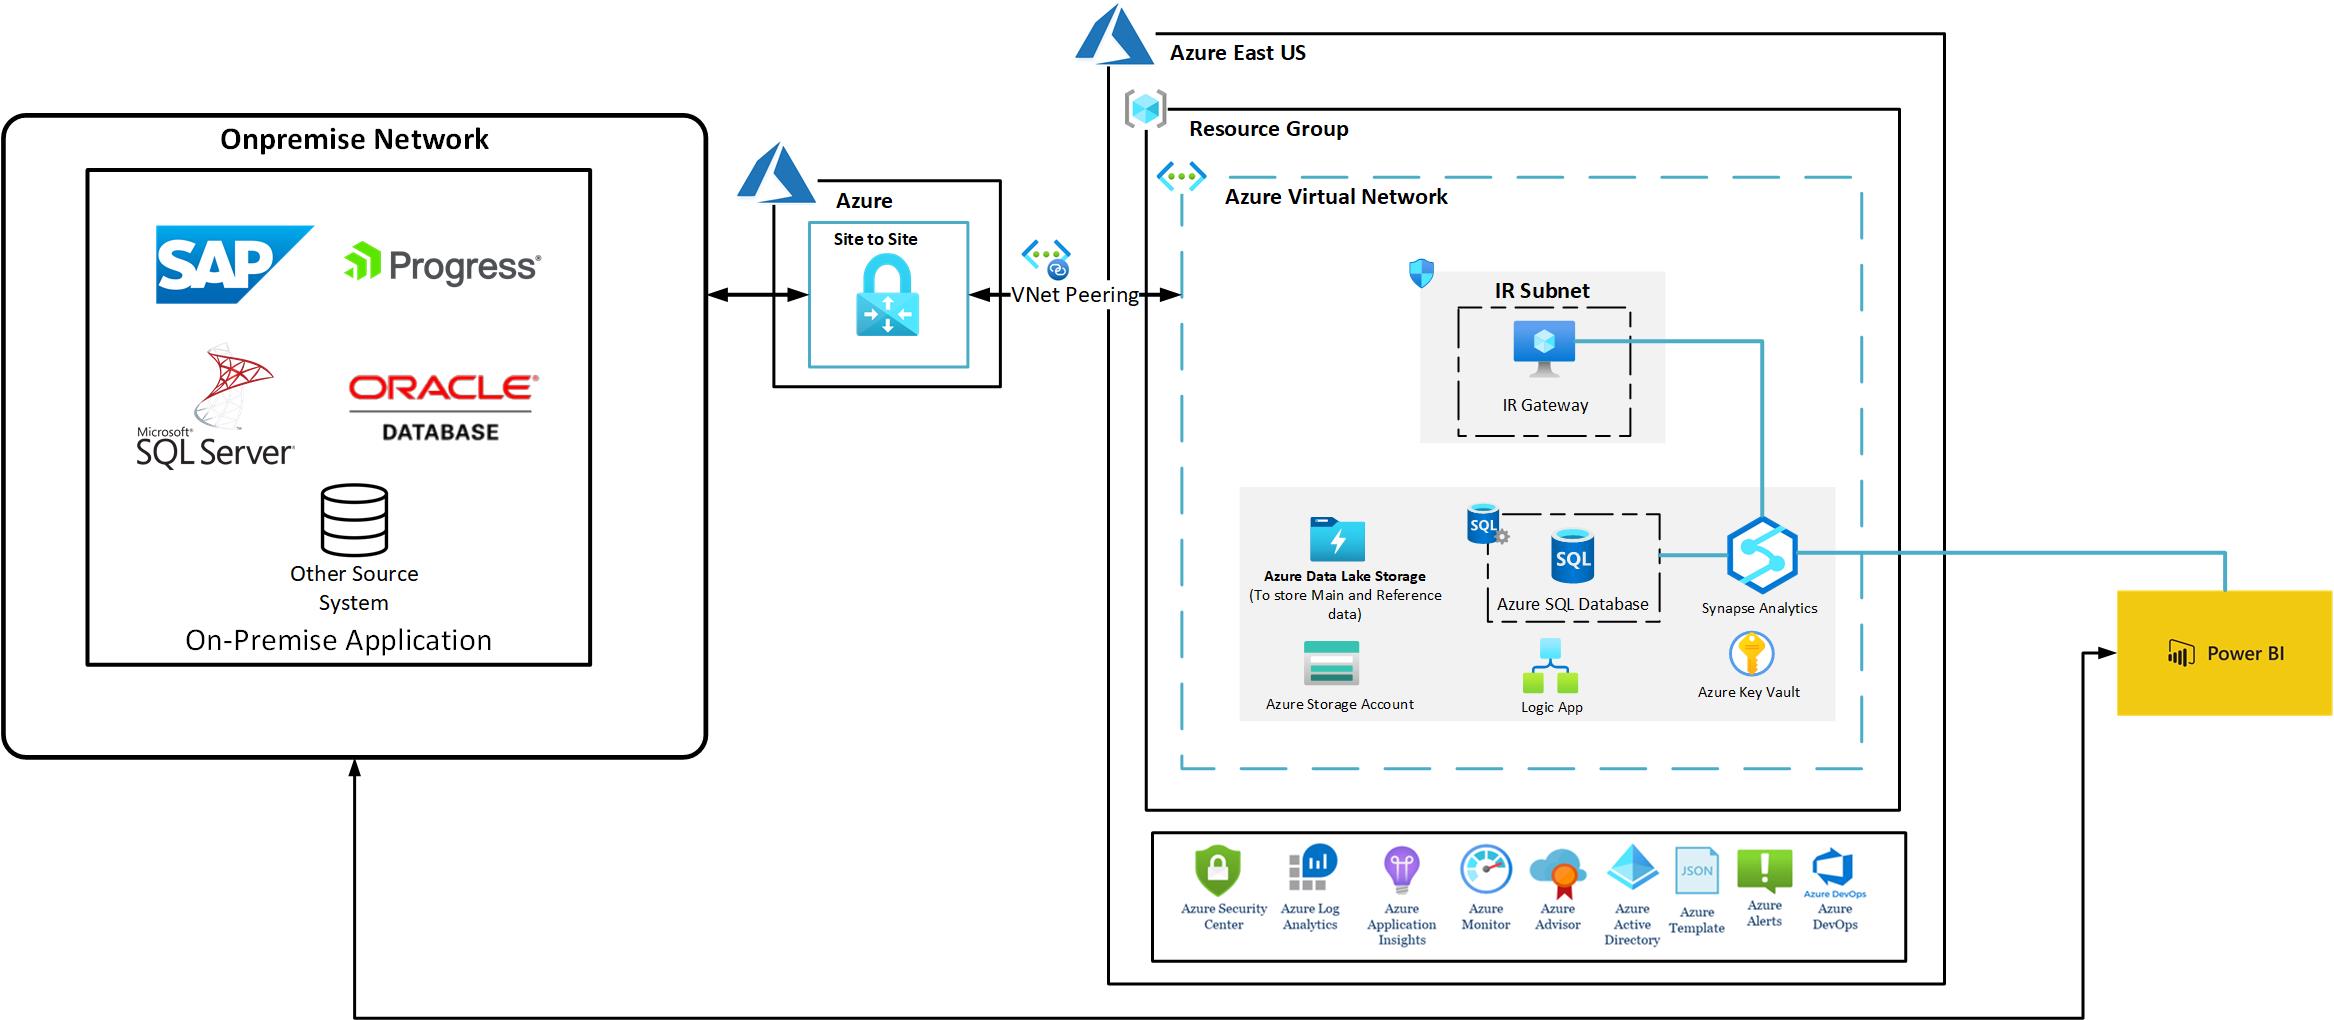 Onpremise Network
SAP
Progress®
Microsoft®
SQL Server®
ORACLE®
DATABASE
Other Source
System
On-Premise Application
Azure
Site to Site
VNet Peering
Azure East US
Resource Group
Azure Virtual Network
IR Subnet
IR Gateway
Azure Data Lake Storage
(To store Main and Reference
data)
SQL
SQL
Azure SQL Database
Synapse Analytics
Azure Storage Account
Logic App
Azure Key Vault
Power BI
Azure Security
Center
Azure Log
Analytics
Azure
Application
Insights
Azure
Monitor
Azure
Advisor
Azure
Active
Directory
JSON
Azure
Template
Azure
Alerts
Azure DevOps
Azure
DevOps